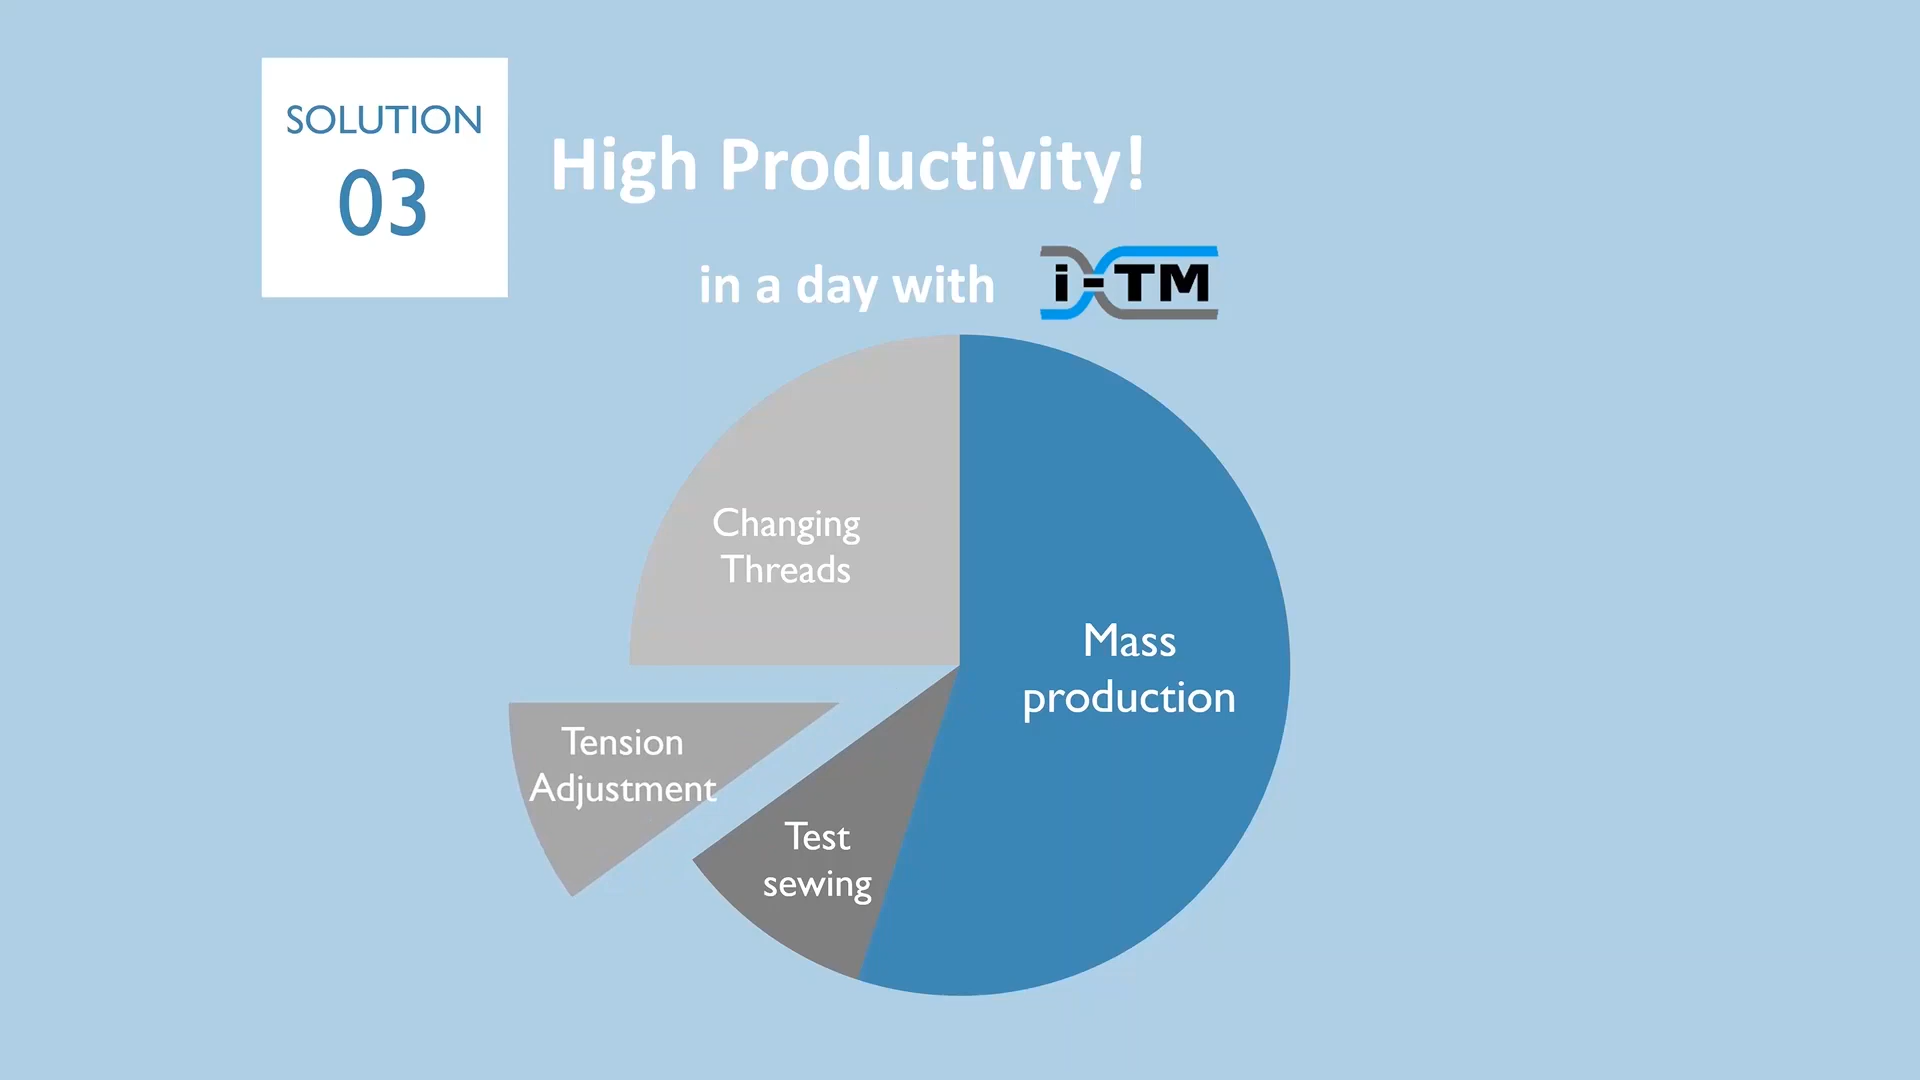 SOLUTION
03
High Productivity!
in a day with i-TM
Changing
Threads
Mass
production
Tension
Adjustment
Test
sewing